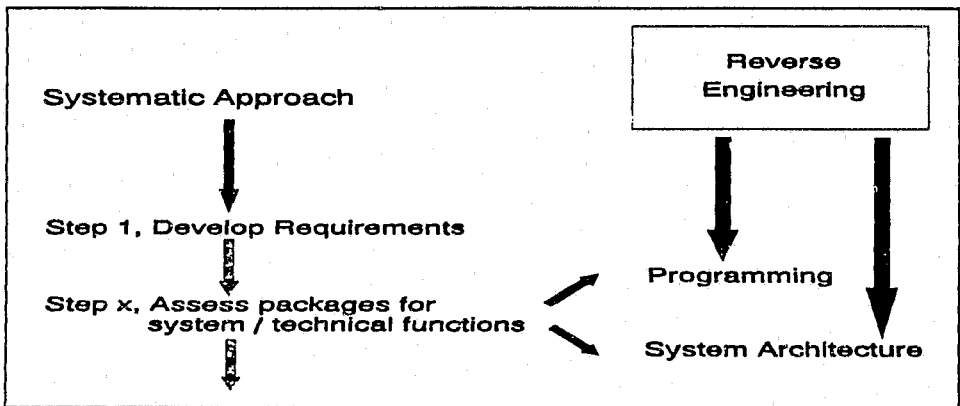 Reverse
Engineering
Systematic Approach
Step 1, Develop Requirements
Step x, Assess packages for
system / technical functions
Programming
System Architecture